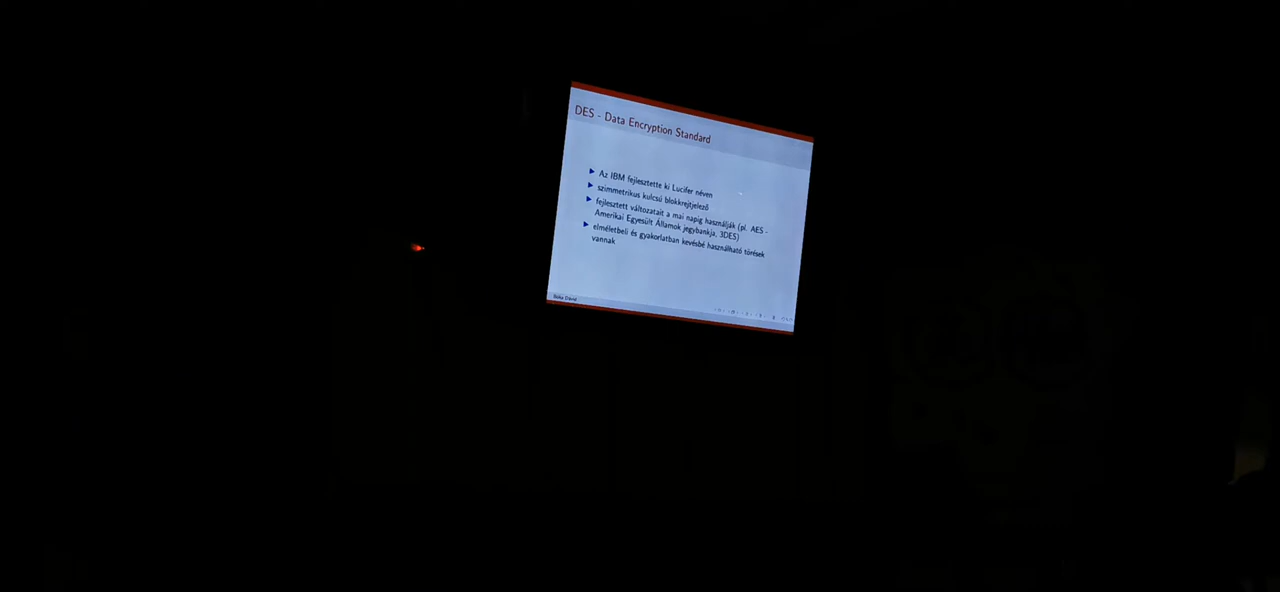 DES - Data Encryption Standard
Az IBM fejlesztette ki Lucifer néven
szimmetrikus kulcsú blokkrejtjelező
fejlesztett változatait a mai napig használják (pl. AES -
Amerikai Egyesült Államok jegybankja, 3DES)
elméletbeli és gyakorlatban kevésbé használható törések
vannak
Dávid